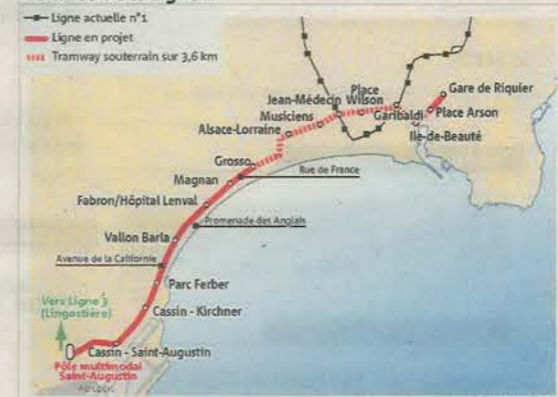 Ligne actuelle n°1
Ligne en projet
Tramway souterrain sur 3,6 km
Place
Jean-Médecin Wilson
Gare de Riquier
Musiciens
Garibaldi
Place Arson
Alsace-Lorraine
Ile-de-Beauté
Grosso
Rue de France
Magnan
Fabron/Hôpital Lenval
Promenade des Anglais
Vallon Barla
Avenue de la Californie
Parc Ferber
Vers Ligne 3
(Lingostière)
Cassin - Kirchner
Cassin - Saint-Augustin
Pôle multimodal
Saint-Augustin